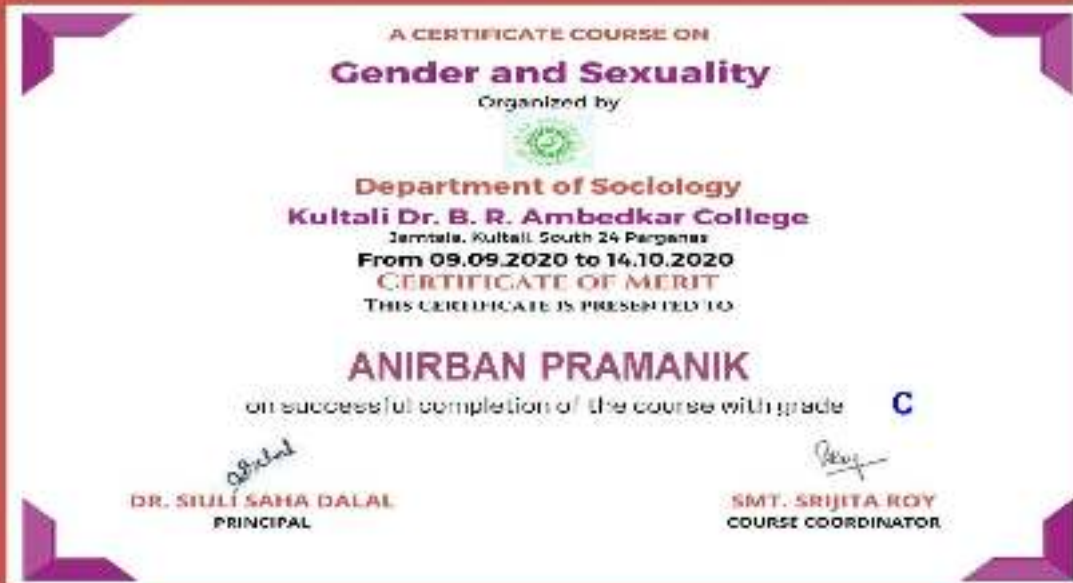 A CERTIFICATE COURSE ON
Gender and Sexuality
Organized by
Department of Sociology
Kultali Dr. B. R. Ambedkar College
Jamtala, Kultali, South 24 Parganas
From 09.09.2020 to 14.10.2020
CERTIFICATE OF MERIT
THIS CERTIFICATE IS PRESENTED TO
ANIRBAN PRAMANIK
on successful completion of the course with grade C
DR. SIULI SAHA DALAL
PRINCIPAL
SMT. SRIJITA ROY
COURSE COORDINATOR